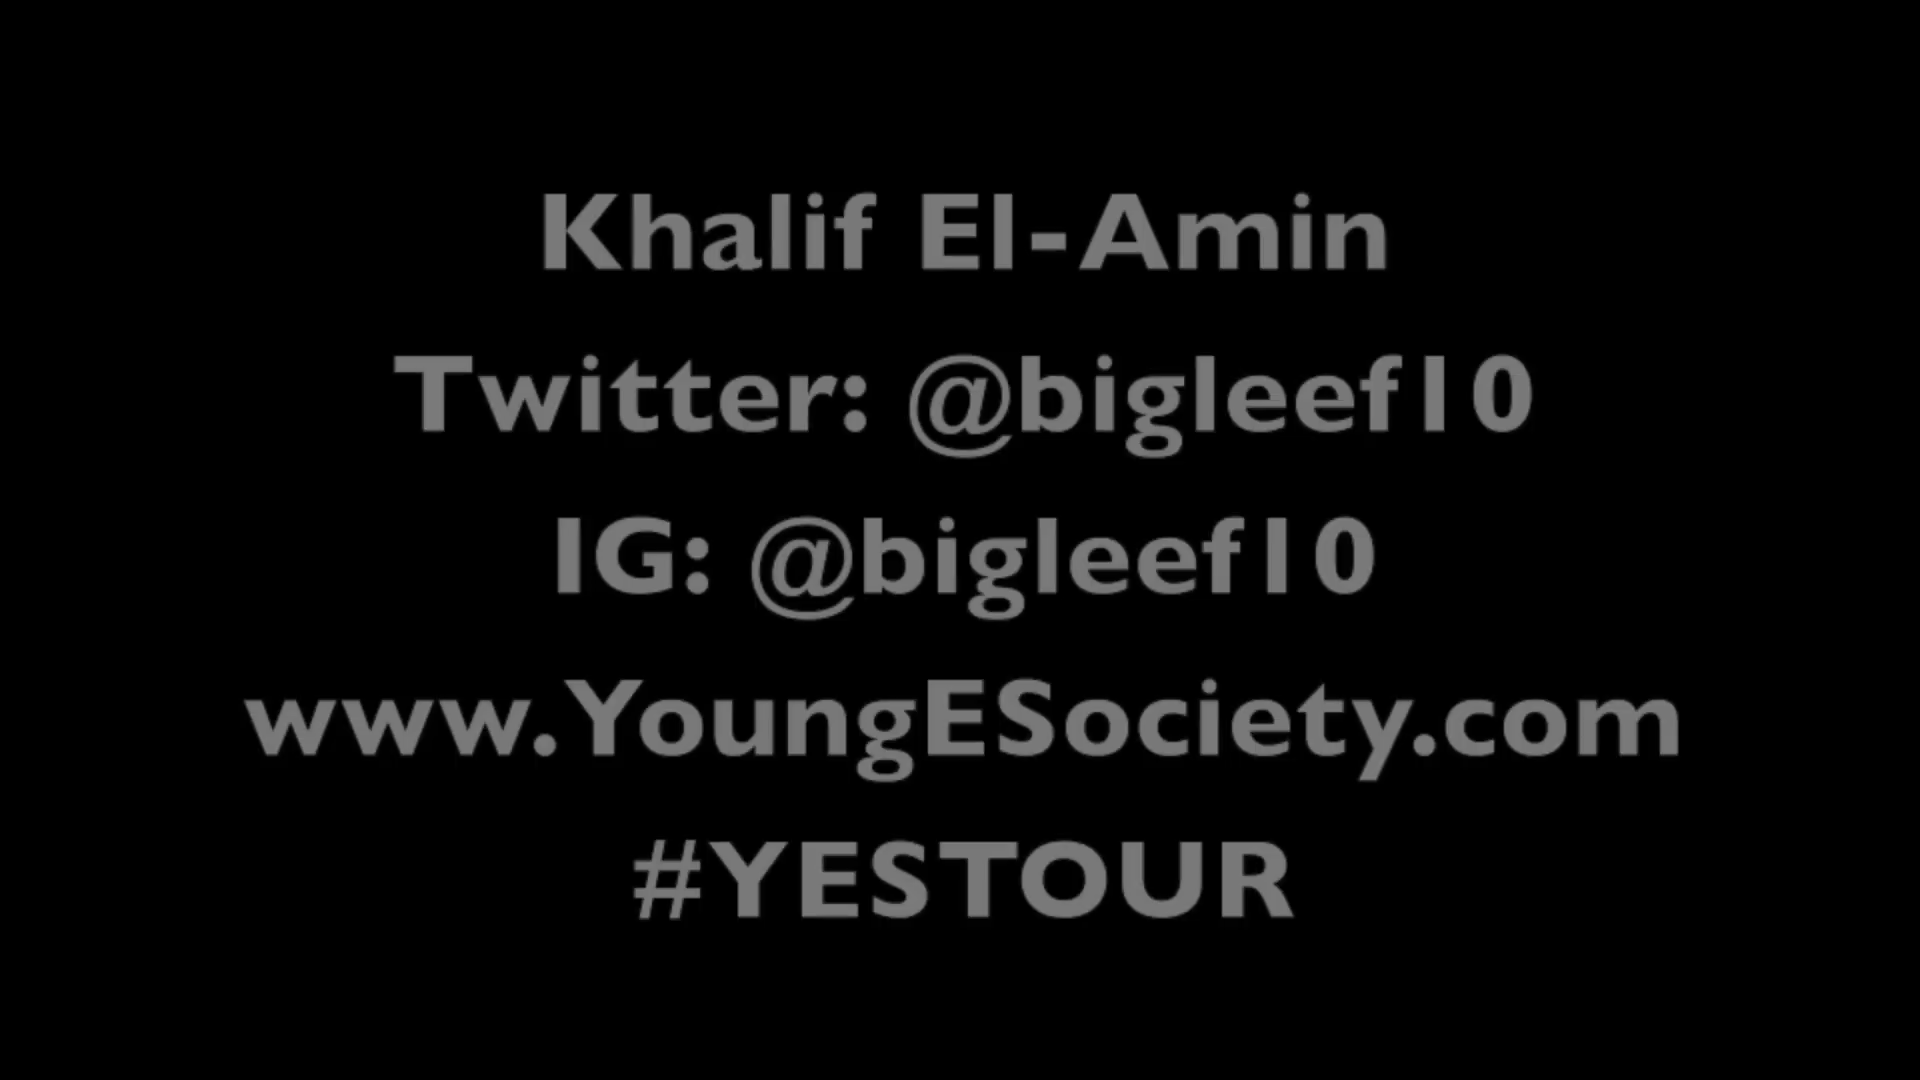 Khalif El-Amin
Twitter: @bigleef10
IG: @bigleef10
www.YoungESociety.com
#YESTOUR